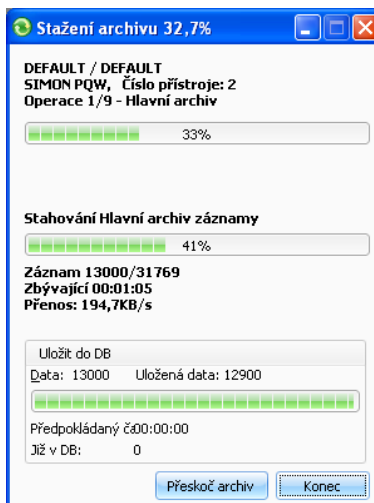 Stažení archivu 32,7%
DEFAULT / DEFAULT
SIMON PQW, Číslo přístroje: 2
Operace 1/9 - Hlavní archiv
33%
Stahování Hlavní archiv záznamy
41%
Záznam 13000/31769
Zbývající 00:01:05
Přenos: 194,7KB/s
Uložit do DB
Data: 13000 Uložená data: 12900
Předpokládaný ča00:00:00
Již v DB: 0
Přeskoč archiv Konec